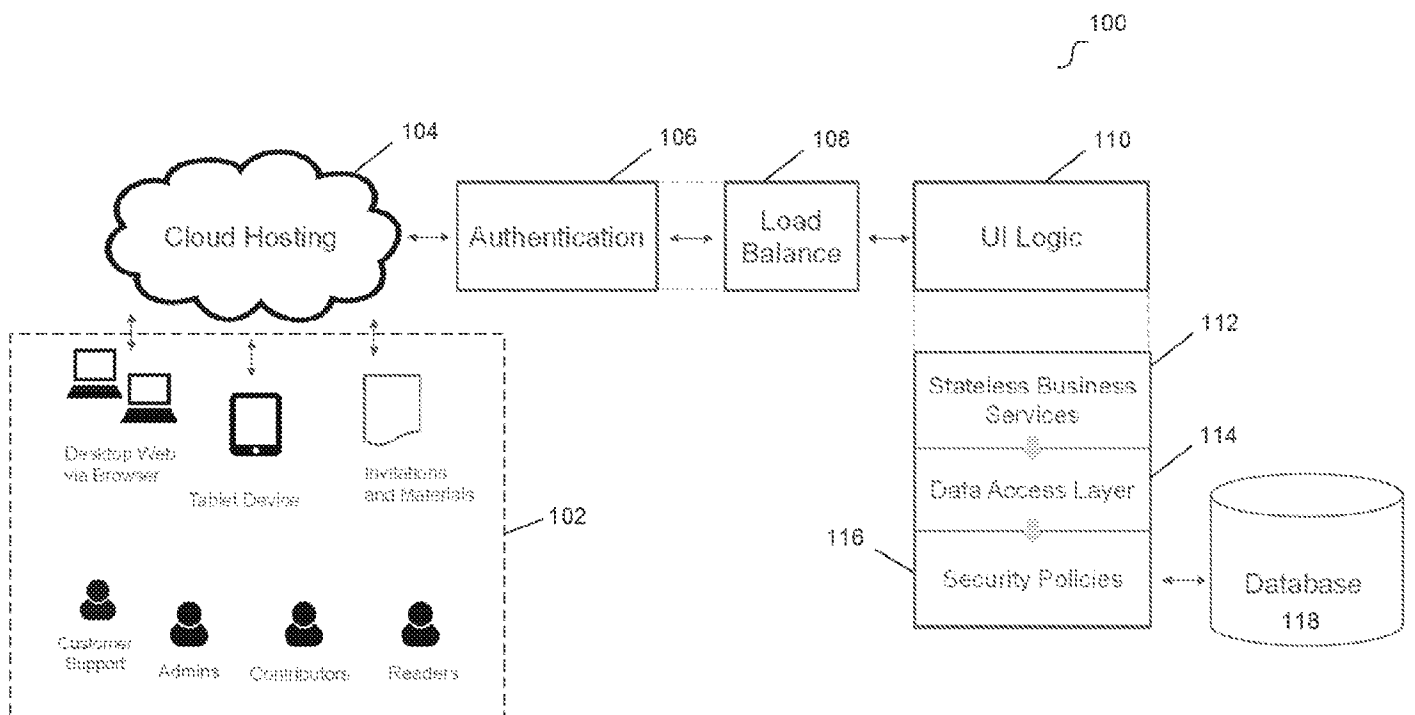 100
104
106
108
110
Cloud Hosting
Authentication
Load
Balance
UI Logic
112
Stateless Business
Services
Desktop Web
via Browser
Tablet Device
Invitations
and Materials
114
Data Access Layer
102
116
Security Policies
Database
118
Customer
Support
Admins
Contributors
Readers